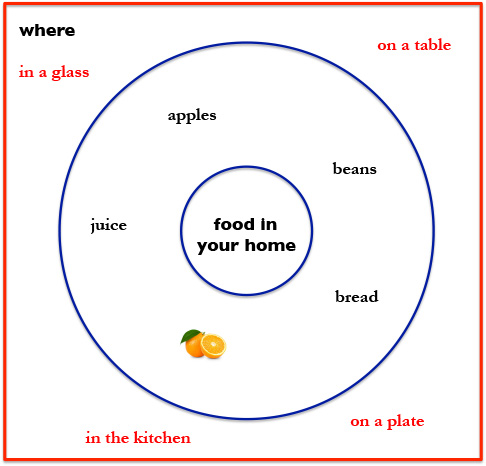 where
on a table
in a glass
apples
beans
juice
food in
your home
bread
on a plate
in the kitchen